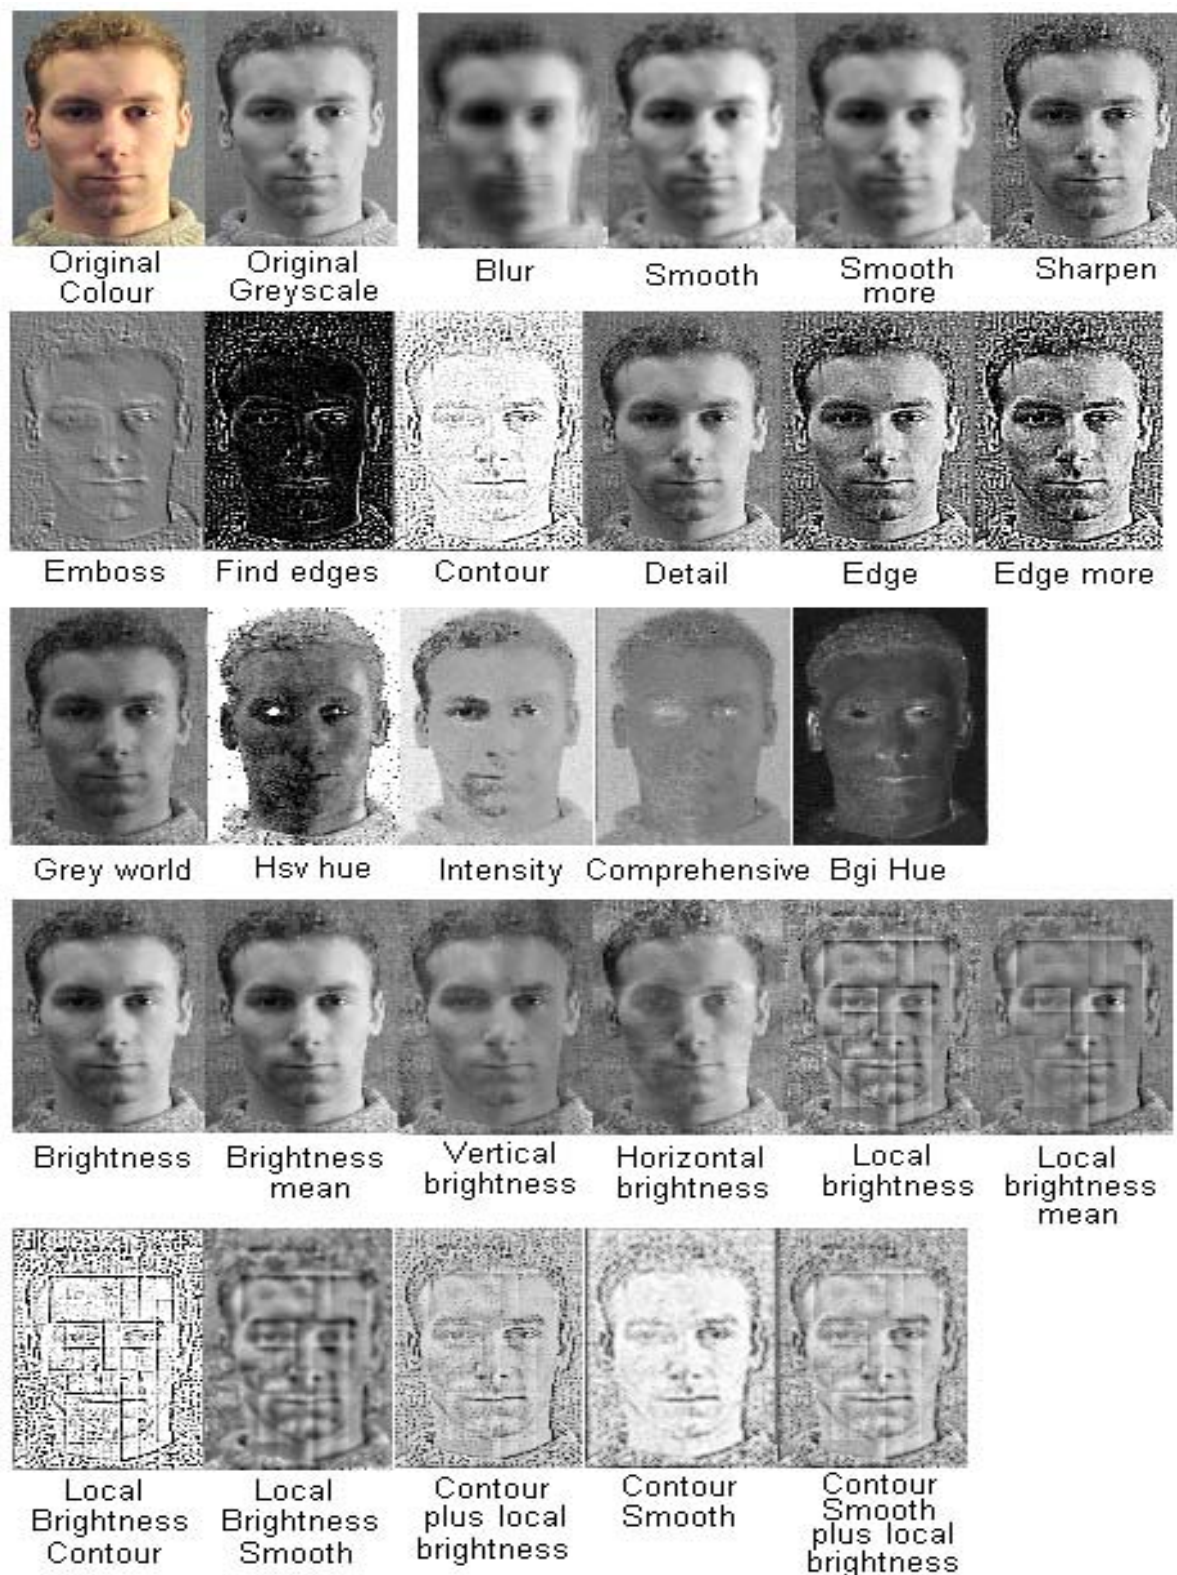 Original
Colour
Original
Greyscale
Blur
Smooth
Smooth
more
Sharpen
Emboss
Find edges
Contour
Detail
Edge
Edge more
Grey world
Hsv hue
Intensity
Comprehensive
Bgi Hue
Brightness
Brightness
mean
Vertical
brightness
Horizontal
brightness
Local
brightness
Local
brightness
mean
Local
Brightness
Contour
Local
Brightness
Smooth
Contour
plus local
brightness
Contour
Smooth
Contour
Smooth
plus local
brightness